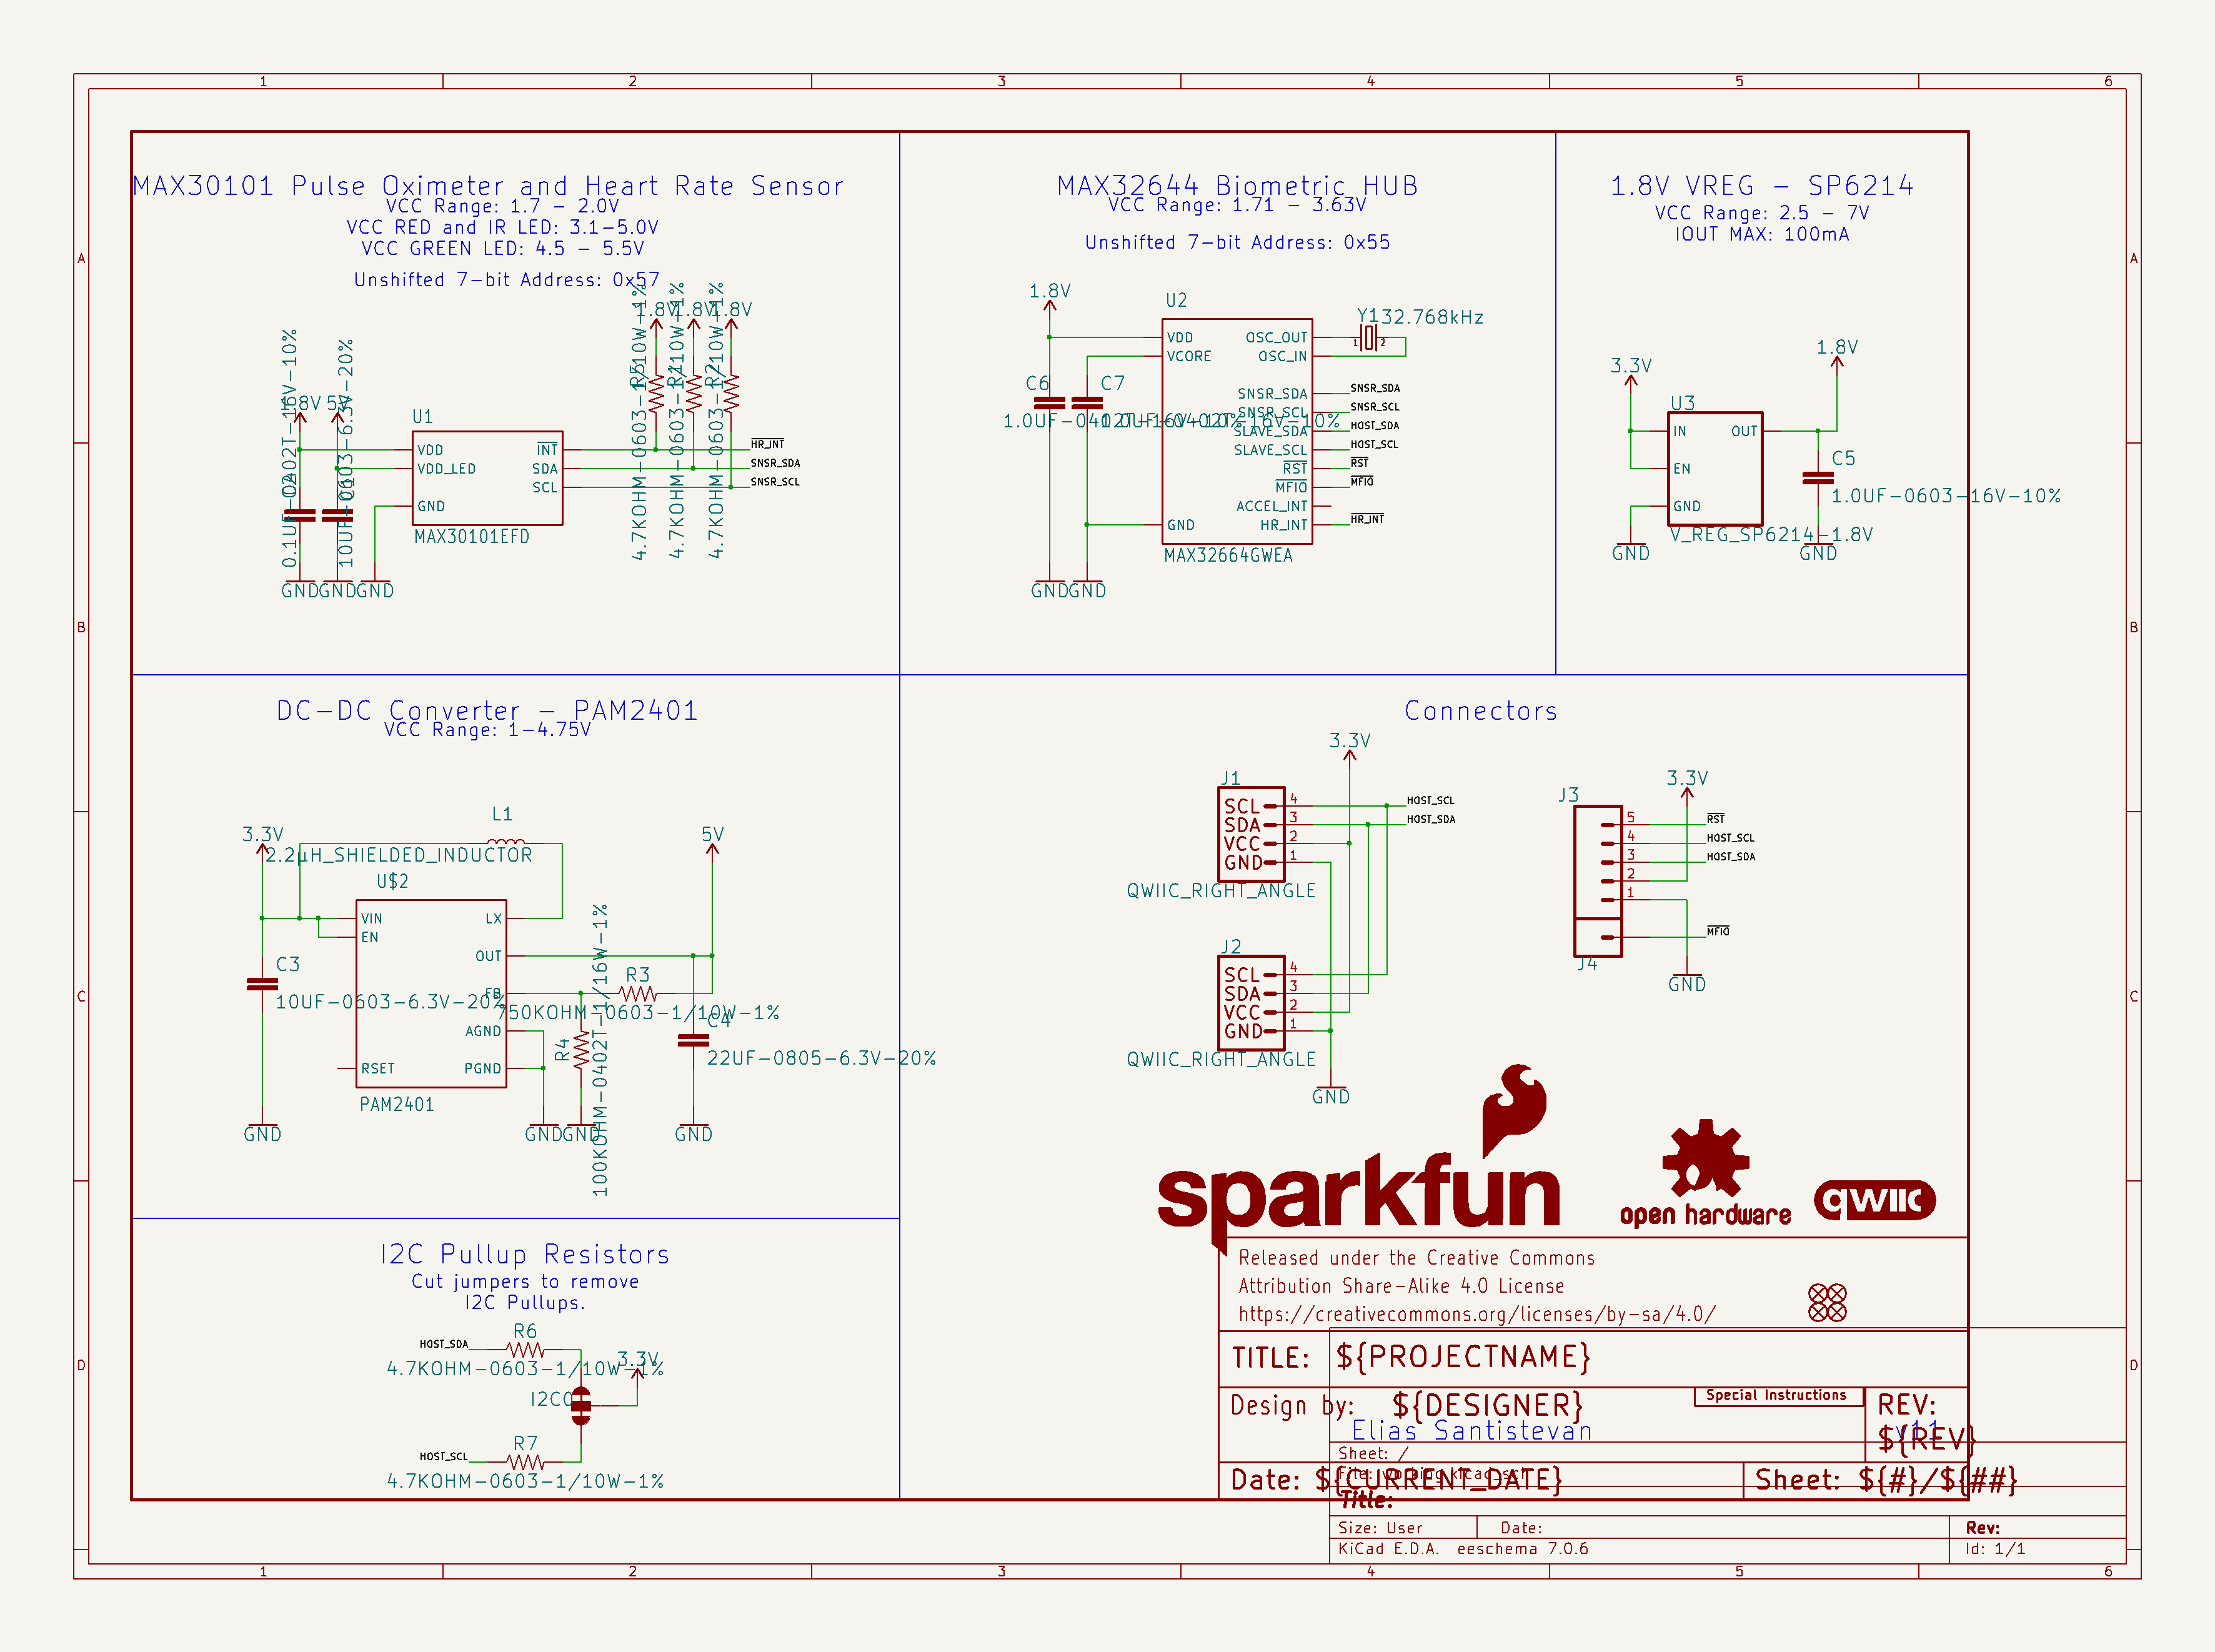 1 2 3 4 5 6
A A
B B
C C
D D
MAX30101 Pulse Oximeter and Heart Rate Sensor
VCC Range: 1.7 - 2.0V
VCC RED and IR LED: 3.1-5.0V
VCC GREEN LED: 4.5 - 5.5V
Unshifted 7-bit Address: 0x57
1.8V
1.8V
1.8V
R5
4.7KOHM-0603-1/10W-1%
R1
4.7KOHM-0603-1/10W-1%
R2
4.7KOHM-0603-1/10W-1%
1.8V
5V
C2
0.1UF-0402T-16V-10%
C1
10UF-0603-6.3V-20%
U1
VDD
VDD_LED
GND
INT
SDA
SCL
MAX30101EFD
HR_INT
SNSR_SDA
SNSR_SCL
GND
GND
GND
MAX32644 Biometric HUB
VCC Range: 1.71 - 3.63V
Unshifted 7-bit Address: 0x55
1.8V
U2
VDD
VCORE
GND
OSC_OUT
OSC_IN
SNSR_SDA
SNSR_SCL
SLAVE_SDA
SLAVE_SCL
RST
MFIO
ACCEL_INT
HR_INT
MAX32664GWEA
Y1
32.768kHz
1
2
C6
1.0UF-0402T-16V-10%
C7
1.0UF-0402T-16V-10%
SNSR_SDA
SNSR_SCL
HOST_SDA
HOST_SCL
RST
MFIO
HR_INT
GND
GND
1.8V VREG - SP6214
VCC Range: 2.5 - 7V
IOUT MAX: 100mA
3.3V
1.8V
U3
IN
EN
GND
OUT
V_REG_SP6214-1.8V
C5
1.0UF-0603-16V-10%
GND
GND
DC-DC Converter - PAM2401
VCC Range: 1-4.75V
L1
3.3V
2.2µH_SHIELDED_INDUCTOR
5V
U$2
VIN
EN
RSET
LX
OUT
FB
AGND
PGND
PAM2401
C3
10UF-0603-6.3V-20%
R3
750KOHM-0603-1/10W-1%
R4
100KOHM-0402T-1/16W-1%
C4
22UF-0805-6.3V-20%
GND
GND
GND
GND
Connectors
3.3V
J1
SCL 4
SDA 3
VCC 2
GND 1
QWIIC_RIGHT_ANGLE
HOST_SCL
HOST_SDA
J2
SCL 4
SDA 3
VCC 2
GND 1
QWIIC_RIGHT_ANGLE
GND
3.3V
J3
5
4
3
2
1
J4
RST
HOST_SCL
HOST_SDA
MFIO
GND
I2C Pullup Resistors
Cut jumpers to remove
I2C Pullups.
HOST_SDA
R6
4.7KOHM-0603-1/10W-1%
3.3V
I2C0
HOST_SCL
R7
4.7KOHM-0603-1/10W-1%
sparkfun
open hardware
qwiic
Released under the Creative Commons
Attribution Share-Alike 4.0 License
https://creativecommons.org/licenses/by-sa/4.0/
TITLE: ${PROJECTNAME}
Design by: ${DESIGNER}
Elias Santistevan
Special Instructions
REV:
${REV}
v11
Sheet: /
File: working.kicad_sch
Date: ${CURRENT_DATE}
Sheet: ${#}/${##}
Title:
Size: User
Date:
Rev:
KiCad E.D.A. eeschema 7.0.6
Id: 1/1
1 2 3 4 5 6